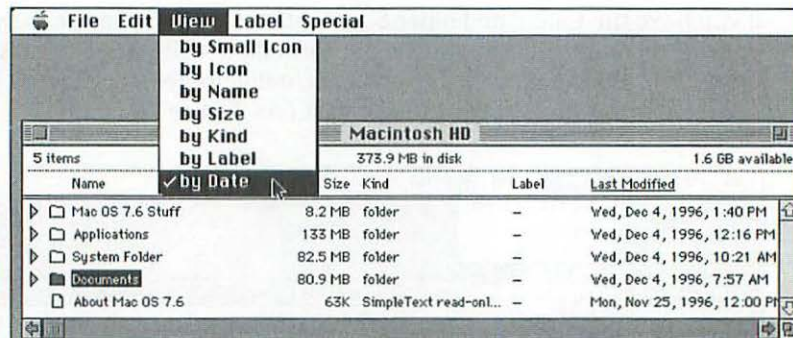 File Edit View Label Special
by Small Icon
by Icon
by Name
by Size
by Kind
by Label
✓by Date
Macintosh HD
5 items 373.9 MB in disk 1.6 GB available
Name Size Kind Label Last Modified
Mac OS 7.6 Stuff 8.2 MB folder – Wed, Dec 4, 1996, 1:40 PM
Applications 133 MB folder – Wed, Dec 4, 1996, 12:16 PM
System Folder 82.5 MB folder – Wed, Dec 4, 1996, 10:21 AM
Documents 80.9 MB folder – Wed, Dec 4, 1996, 7:57 AM
About Mac OS 7.6 63K SimpleText read-onl... – Mon, Nov 25, 1996, 12:00 PM